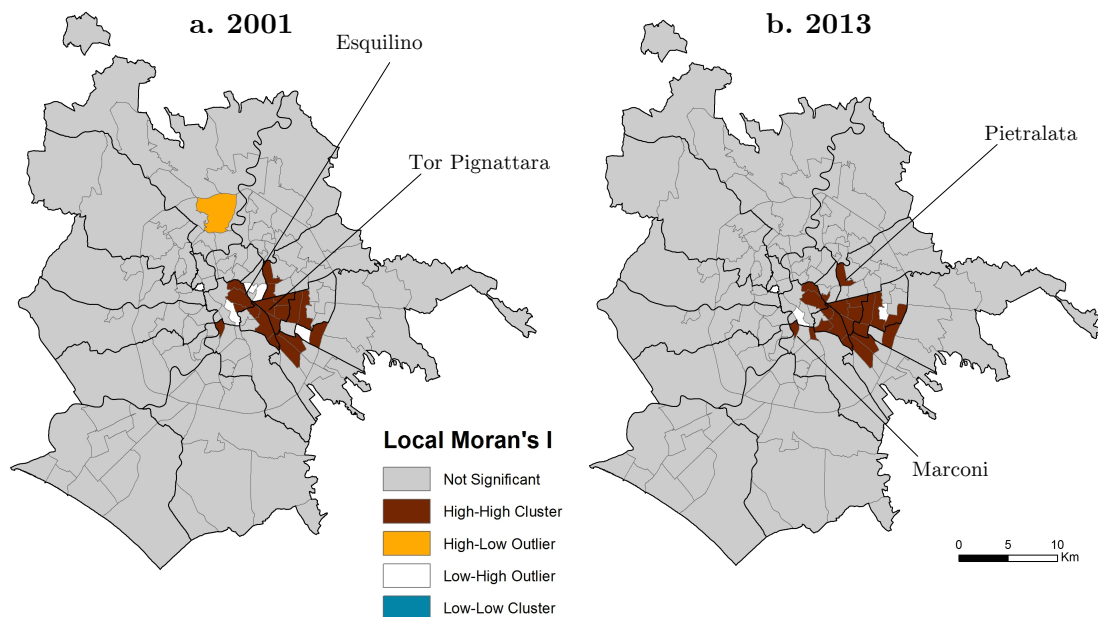 a. 2001
Esquilino
Tor Pignattara
b. 2013
Pietralata
Marconi
Local Moran's I
Not Significant
High-High Cluster
High-Low Outlier
Low-High Outlier
Low-Low Cluster
0 5 10
Km